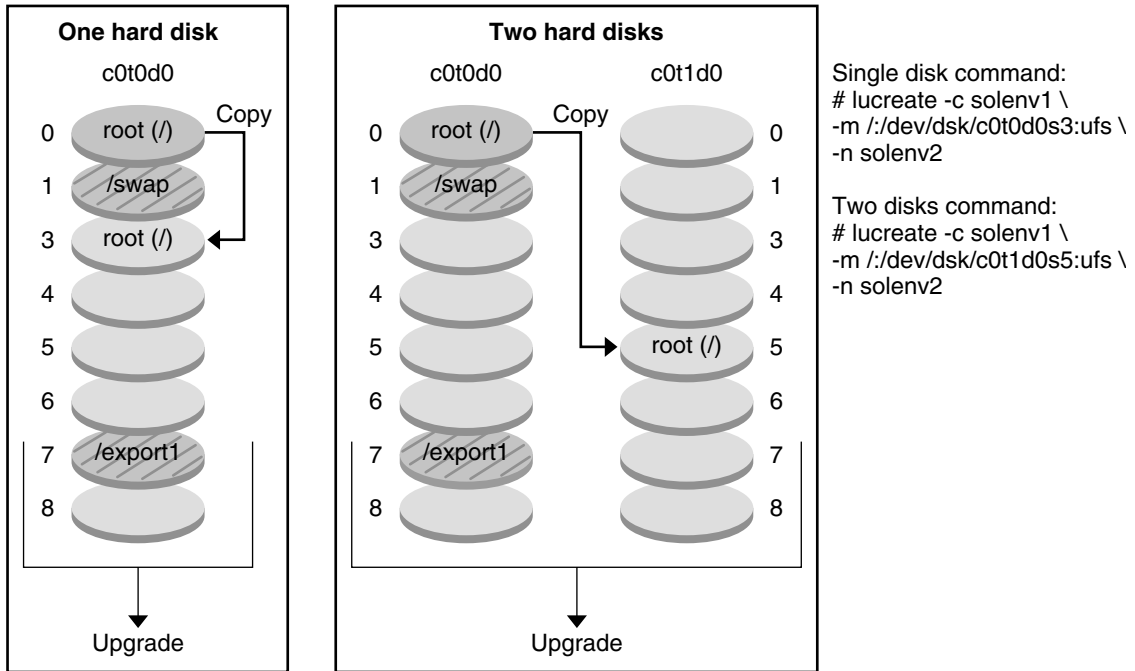 One hard disk
c0t0d0
0 root (/) Copy
1 /swap
3 root (/)
4
5
6
7 /export1
8
Upgrade
Two hard disks
c0t0d0 c0t1d0
0 root (/) Copy 0
1 /swap 1
3 3
4 4
5 root (/) 5
6 6
7 /export1 7
8 8
Upgrade
Single disk command:
# lucreate -c solenv1 \
-m /:/dev/dsk/c0t0d0s3:ufs \
-n solenv2
Two disks command:
# lucreate -c solenv1 \
-m /:/dev/dsk/c0t1d0s5:ufs \
-n solenv2